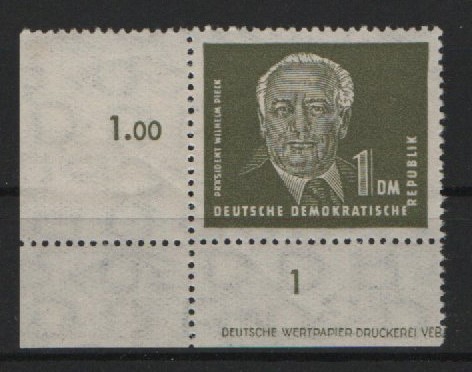 1.00
PRÄSIDENT WILHELM PIECK
1 DM
DEUTSCHE DEMOKRATISCHE
REPUBLIK
1
DEUTSCHE WERTPAPIER-DRUCKEREI VEB